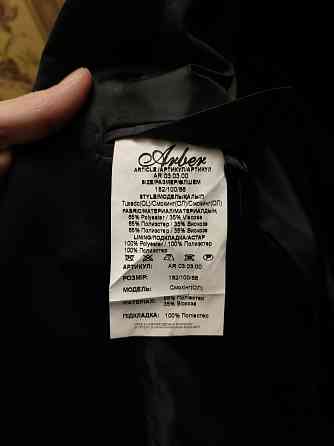 Arber
ARTICLE/АРТИКУЛ/АРТИКУЛ
AR 03.03.00
SIZE/РАЗМЕР/ӨЛШЕМ
182/100/88
STYLE/МОДЕЛЬ/ҚАЛЫП
Tuxedo(OL)/Смокинг(ОЛ)/Смокинг(ОЛ)
FABRIC/МАТЕРИАЛ/МАТЕРИАЛДЫҢ
65% Polyester / 35% Viscose
65% Полиэстер / 35% Вискоза
65% Полиэстер / 35% Вискоза
LINING/ПОДКЛАДКА/АСТАР
100% Polyester / 100% Полиэстер
100% Полиэстер
АРТИКУЛ: AR 03.03.00
РОЗМІР: 182/100/88
МОДЕЛЬ: Смокінг(ОЛ)
МАТЕРІАЛ: 65% Поліестер
35% Віскоза
ПІДКЛАДКА: 100% Поліестер